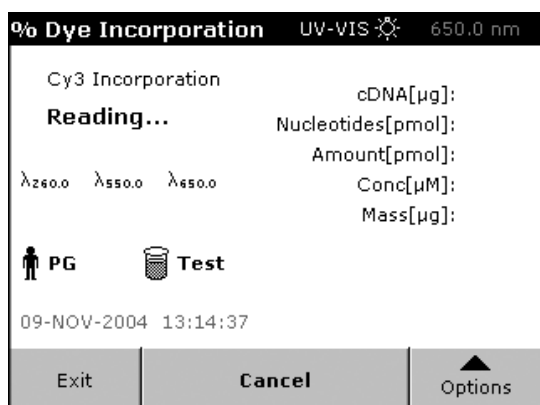 % Dye Incorporation UV-VIS 650.0 nm
Cy3 Incorporation
Reading...
cDNA[µg]:
Nucleotides[pmol]:
Amount[pmol]:
Conc[µM]:
Mass[µg]:
λ260.0 λ550.0 λ650.0
PG Test
09-NOV-2004 13:14:37
Exit Cancel Options